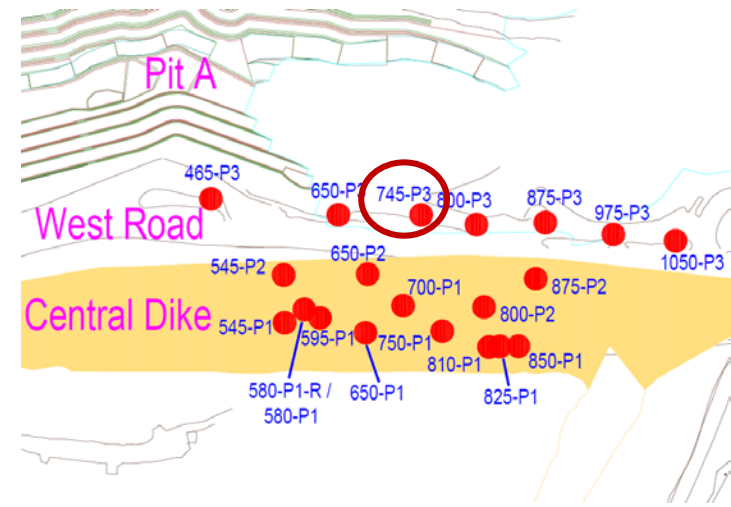 Pit A
465-P3
650-P3
745-P3
800-P3
875-P3
975-P3
1050-P3
West Road
545-P2
650-P2
700-P1
875-P2
800-P2
Central Dike
545-P1
595-P1
750-P1
810-P1
850-P1
580-P1-R /
580-P1
650-P1
825-P1